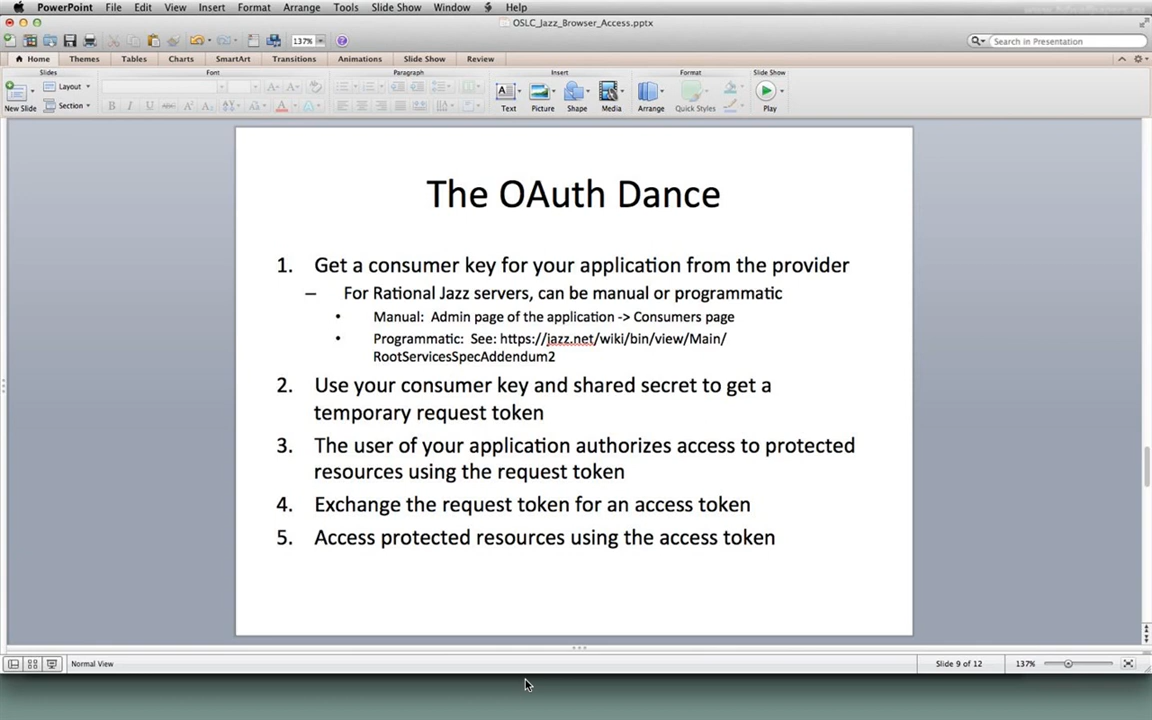 PowerPoint File Edit View Insert Format Arrange Tools Slide Show Window Help
OSLC_Jazz_Browser_Access.pptx
137% Search in Presentation
Home Themes Tables Charts SmartArt Transitions Animations Slide Show Review
Slides Font Paragraph Insert Format Slide Show
Layout
Section
New Slide B I U Text Picture Shape Media Arrange Quick Styles Play
The OAuth Dance
1. Get a consumer key for your application from the provider
– For Rational Jazz servers, can be manual or programmatic
• Manual: Admin page of the application -> Consumers page
• Programmatic: See: https://jazz.net/wiki/bin/view/Main/
RootServicesSpecAddendum2
2. Use your consumer key and shared secret to get a
temporary request token
3. The user of your application authorizes access to protected
resources using the request token
4. Exchange the request token for an access token
5. Access protected resources using the access token
Normal View Slide 9 of 12 137%